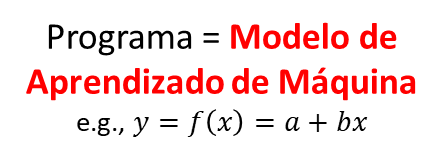 Programa = Modelo de
Aprendizado de Máquina
e.g., y = f(x) = a + bx